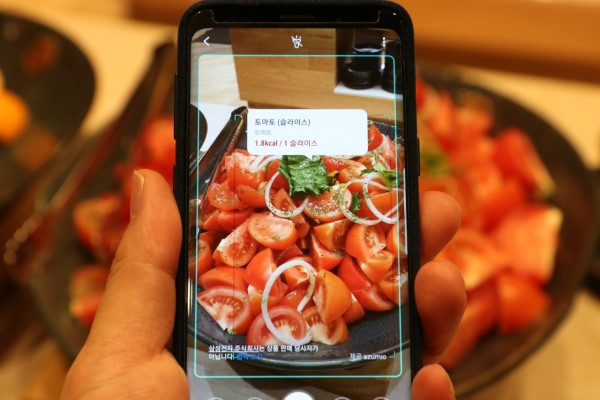 토마토 (슬라이스)
토마토
1.8kcal / 1 슬라이스
삼성전자 주식회사는 상품 판매 당사자가
아닙니다.
제공 azumio